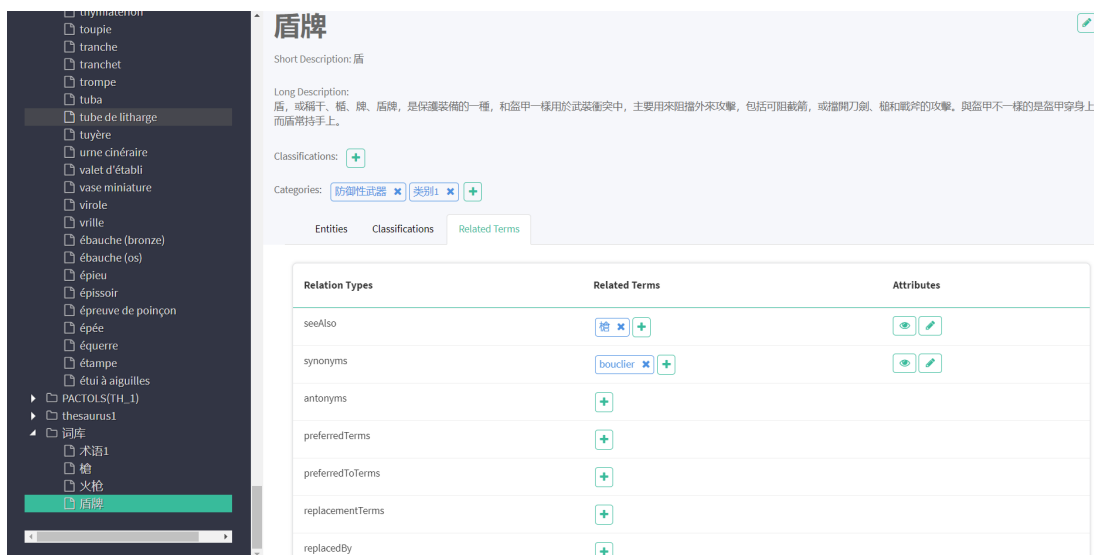 thymiatérion
toupie
tranche
tranchet
trompe
tuba
tube de litharge
tuyère
urne cinéraire
valet d'établi
vase miniature
virole
vrille
ébauche (bronze)
ébauche (os)
épieu
épissoir
épreuve de poinçon
épée
équerre
étampe
étui à aiguilles
PACTOLS(TH_1)
thesaurus1
词库
术语1
槍
火枪
盾牌
盾牌
Short Description: 盾
Long Description:
盾，或稱干、楯、牌、盾牌，是保護裝備的一種，和盔甲一樣用於武裝衝突中，主要用來阻擋外來攻擊，包括可阻截箭，或擋開刀劍、槌和戰斧的攻擊。與盔甲不一樣的是盔甲穿身上
而盾常持手上。
Classifications:
Categories: 防御性武器 类别1
Entities Classifications Related Terms
Relation Types Related Terms Attributes
seeAlso 槍
synonyms bouclier
antonyms
preferredTerms
preferredToTerms
replacementTerms
replacedBy